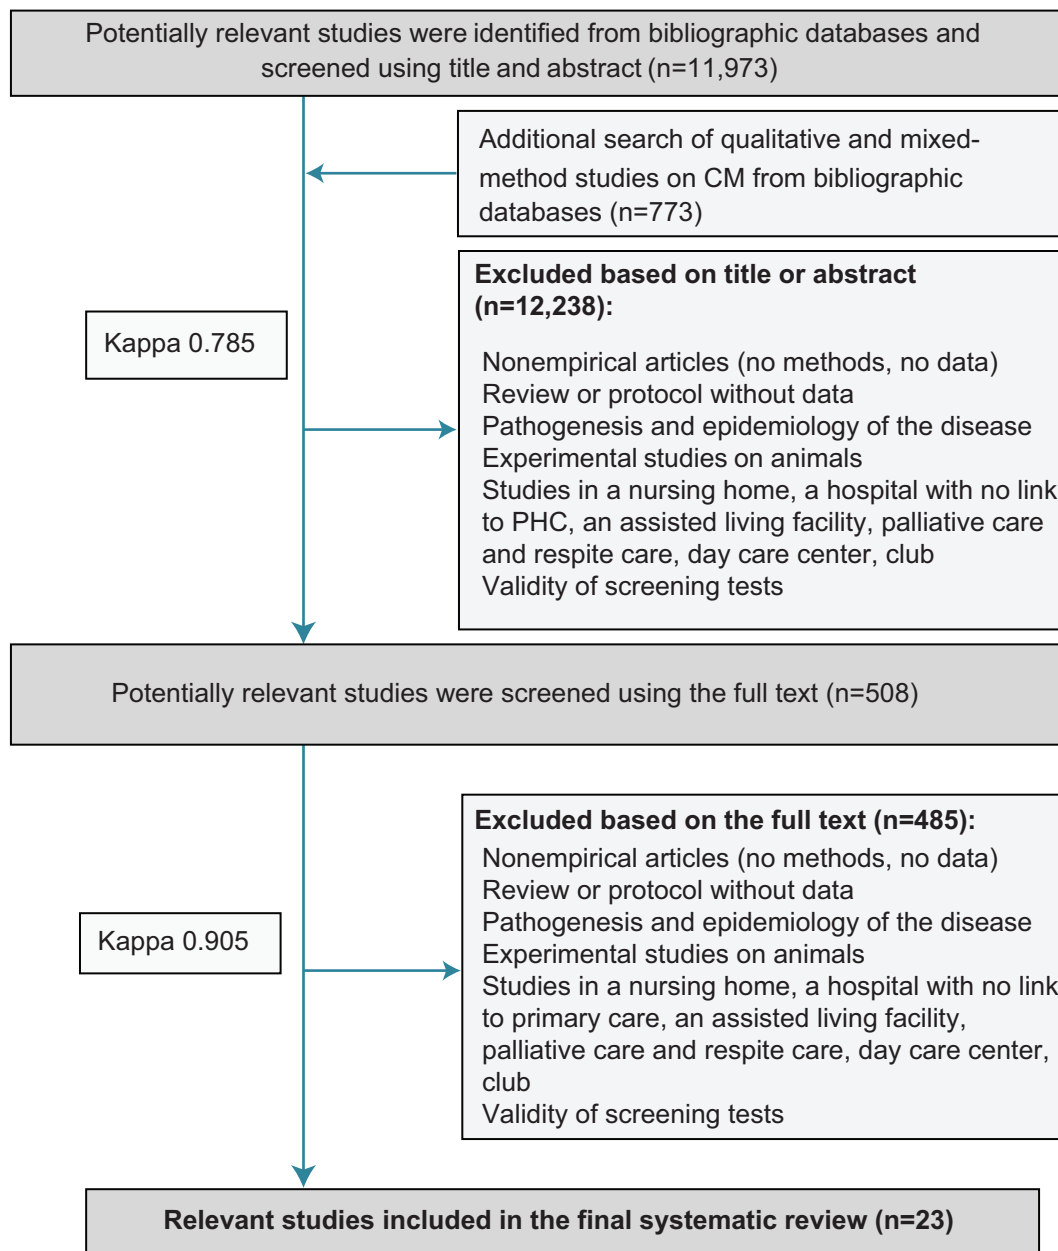 Potentially relevant studies were identified from bibliographic databases and
screened using title and abstract (n=11,973)
Additional search of qualitative and mixed-
method studies on CM from bibliographic
databases (n=773)
Excluded based on title or abstract
(n=12,238):
Kappa 0.785
Nonempirical articles (no methods, no data)
Review or protocol without data
Pathogenesis and epidemiology of the disease
Experimental studies on animals
Studies in a nursing home, a hospital with no link
to PHC, an assisted living facility, palliative care
and respite care, day care center, club
Validity of screening tests
Potentially relevant studies were screened using the full text (n=508)
Excluded based on the full text (n=485):
Nonempirical articles (no methods, no data)
Review or protocol without data
Pathogenesis and epidemiology of the disease
Kappa 0.905
Experimental studies on animals
Studies in a nursing home, a hospital with no link
to primary care, an assisted living facility,
palliative care and respite care, day care center,
club
Validity of screening tests
Relevant studies included in the final systematic review (n=23)